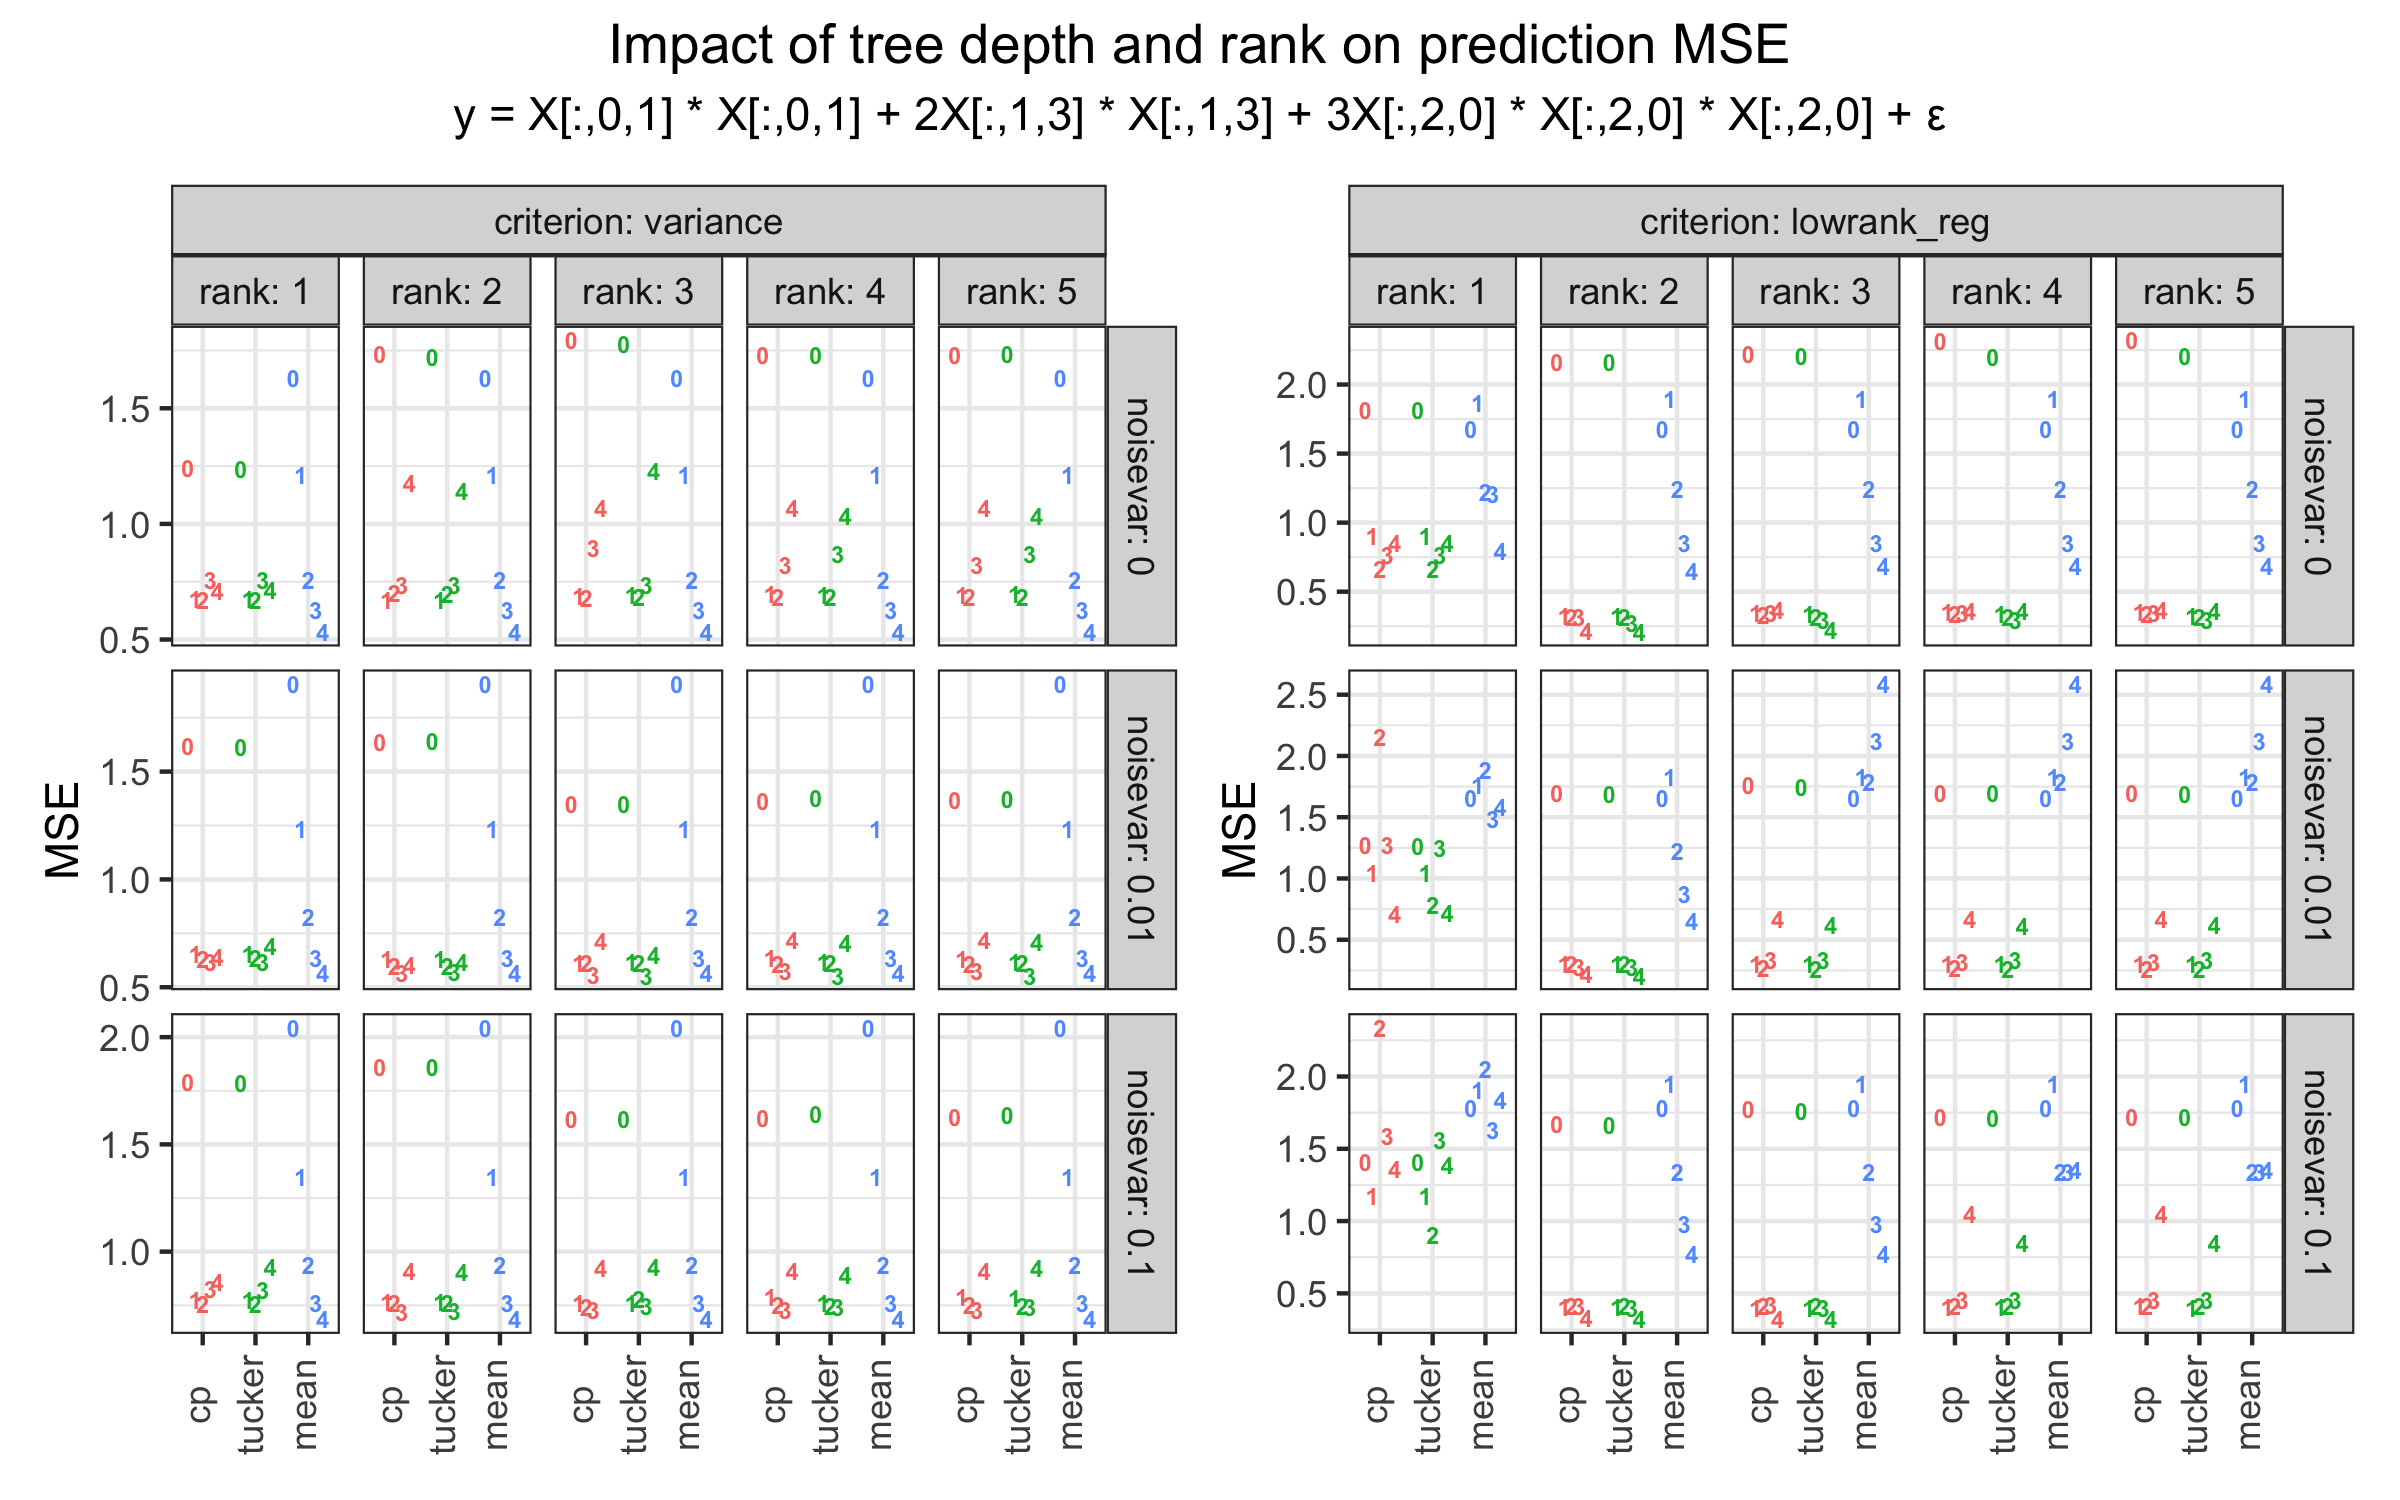 Impact of tree depth and rank on prediction MSE
y = X[:,0,1] * X[:,0,1] + 2X[:,1,3] * X[:,1,3] + 3X[:,2,0] * X[:,2,0] * X[:,2,0] + ε
criterion: variance
rank: 1 rank: 2 rank: 3 rank: 4 rank: 5
1.5
1.0
0.5
noisevar: 0
1.5
1.0
0.5
noisevar: 0.01
2.0
1.5
1.0
noisevar: 0.1
MSE
cp tucker mean cp tucker mean cp tucker mean cp tucker mean cp tucker mean
criterion: lowrank_reg
rank: 1 rank: 2 rank: 3 rank: 4 rank: 5
2.0
1.5
1.0
0.5
noisevar: 0
2.5
2.0
1.5
1.0
0.5
noisevar: 0.01
2.0
1.5
1.0
0.5
noisevar: 0.1
MSE
cp tucker mean cp tucker mean cp tucker mean cp tucker mean cp tucker mean